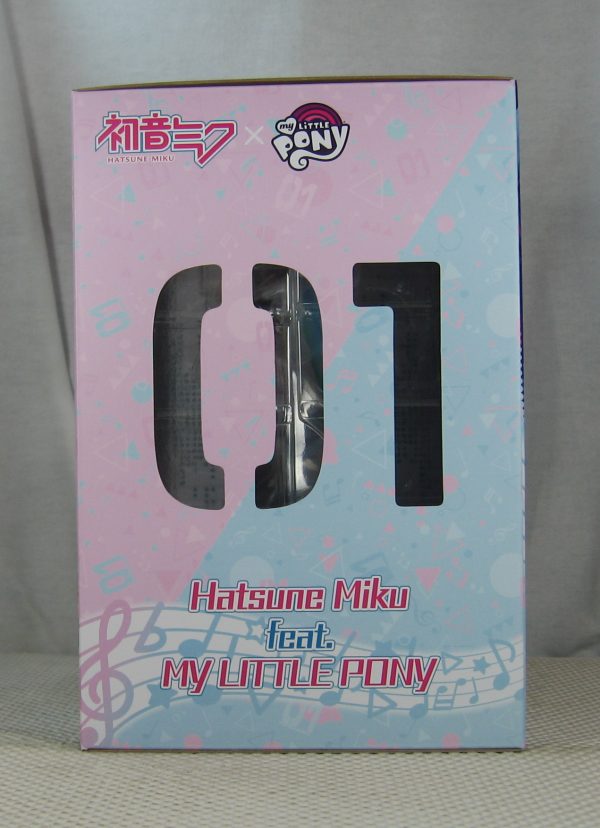 初音ミク × my LiTTLE PONY
HATSUNE MIKU
01
Hatsune Miku
feat.
MY LITTLE PONY